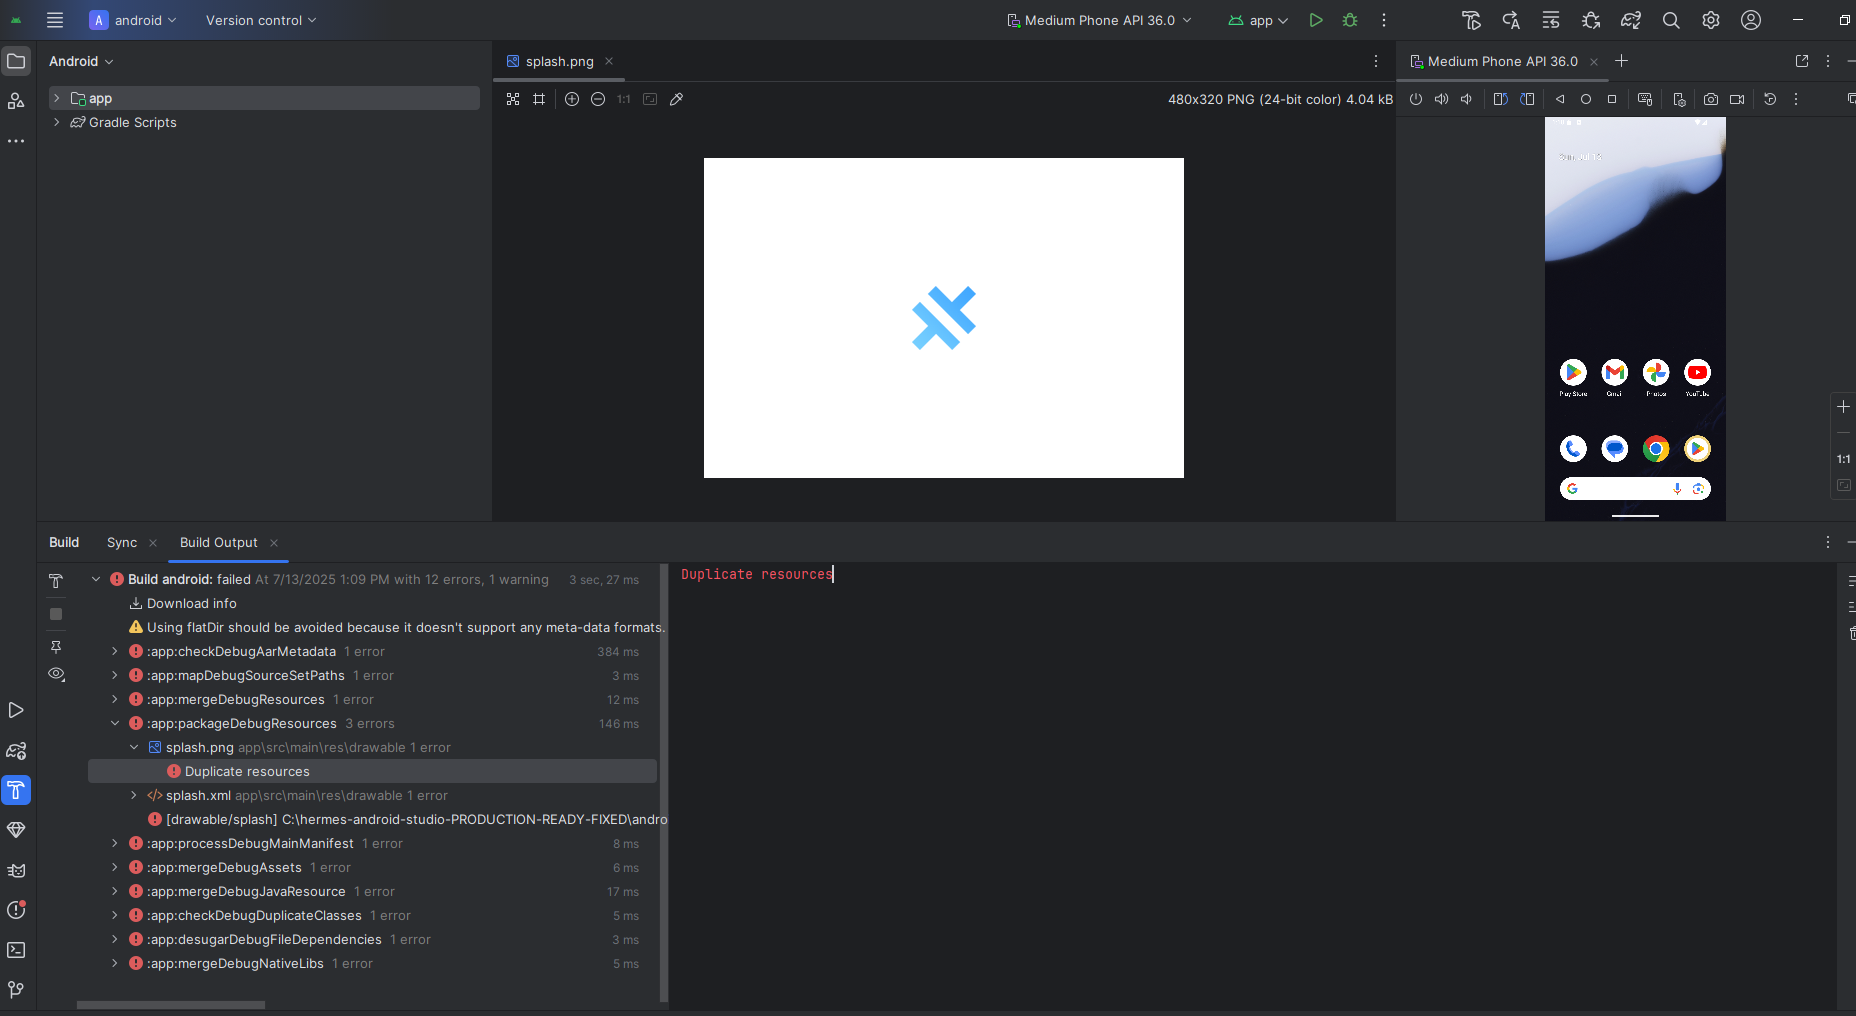 A android Version control Medium Phone API 36.0 app
Android splash.png Medium Phone API 36.0
app 1:1 480x320 PNG (24-bit color) 4.04 kB
Gradle Scripts
Play Store Gmail Photos YouTube
1:1
Build Sync Build Output
Build android: failed At 7/13/2025 1:09 PM with 12 errors, 1 warning 3 sec, 27 ms Duplicate resources
Download info
Using flatDir should be avoided because it doesn't support any meta-data formats.
:app:checkDebugAarMetadata 1 error 384 ms
:app:mapDebugSourceSetPaths 1 error 3 ms
:app:mergeDebugResources 1 error 12 ms
:app:packageDebugResources 3 errors 146 ms
splash.png app\src\main\res\drawable 1 error
Duplicate resources
splash.xml app\src\main\res\drawable 1 error
[drawable/splash] C:\hermes-android-studio-PRODUCTION-READY-FIXED\andro
:app:processDebugMainManifest 1 error 8 ms
:app:mergeDebugAssets 1 error 6 ms
:app:mergeDebugJavaResource 1 error 17 ms
:app:checkDebugDuplicateClasses 1 error 5 ms
:app:desugarDebugFileDependencies 1 error 3 ms
:app:mergeDebugNativeLibs 1 error 5 ms